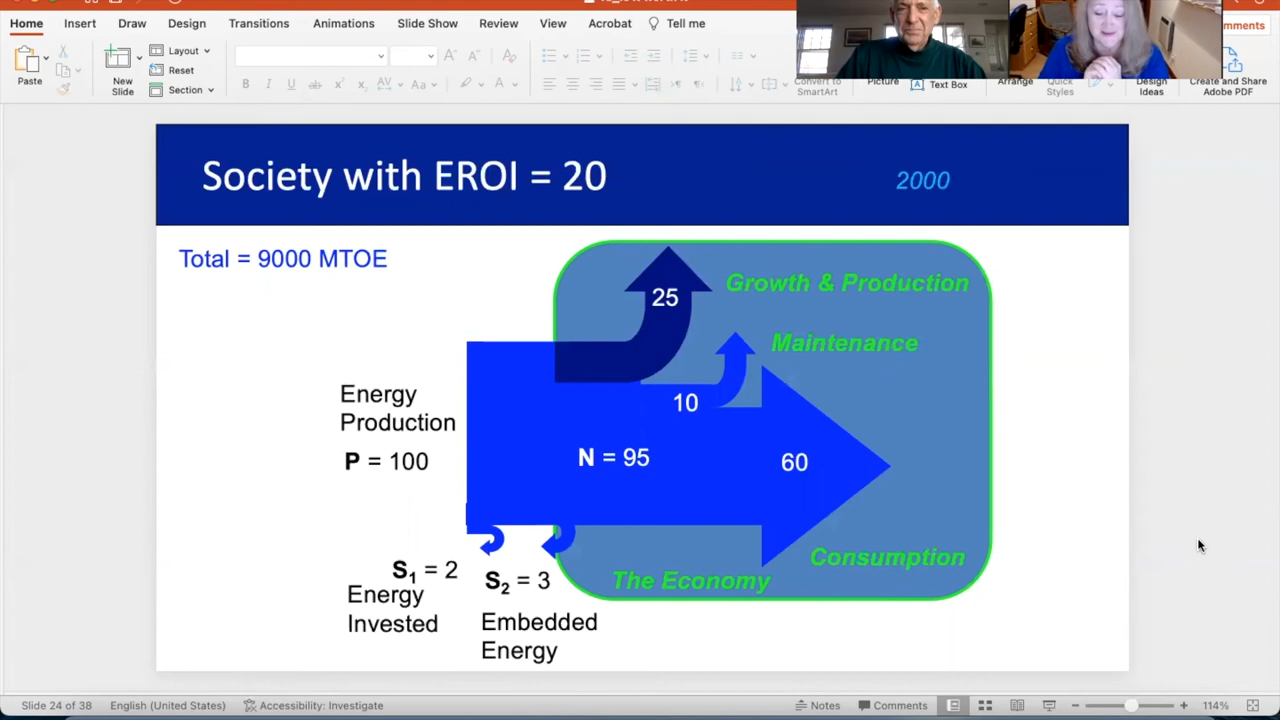 Home Insert Draw Design Transitions Animations Slide Show Review View Acrobat Tell me
Comments
Paste
New
Slide
Layout
Reset
Section
Convert to
SmartArt
Picture
Text Box
Arrange
Quick
Styles
Design
Ideas
Create and Share
Adobe PDF
Society with EROI = 20
2000
Total = 9000 MTOE
25
Growth & Production
Maintenance
10
Energy
Production
P = 100
N = 95
60
S1 = 2
Energy
Invested
S2 = 3
Embedded
Energy
The Economy
Consumption
Slide 24 of 38 English (United States) Accessibility: Investigate Notes Comments 114%